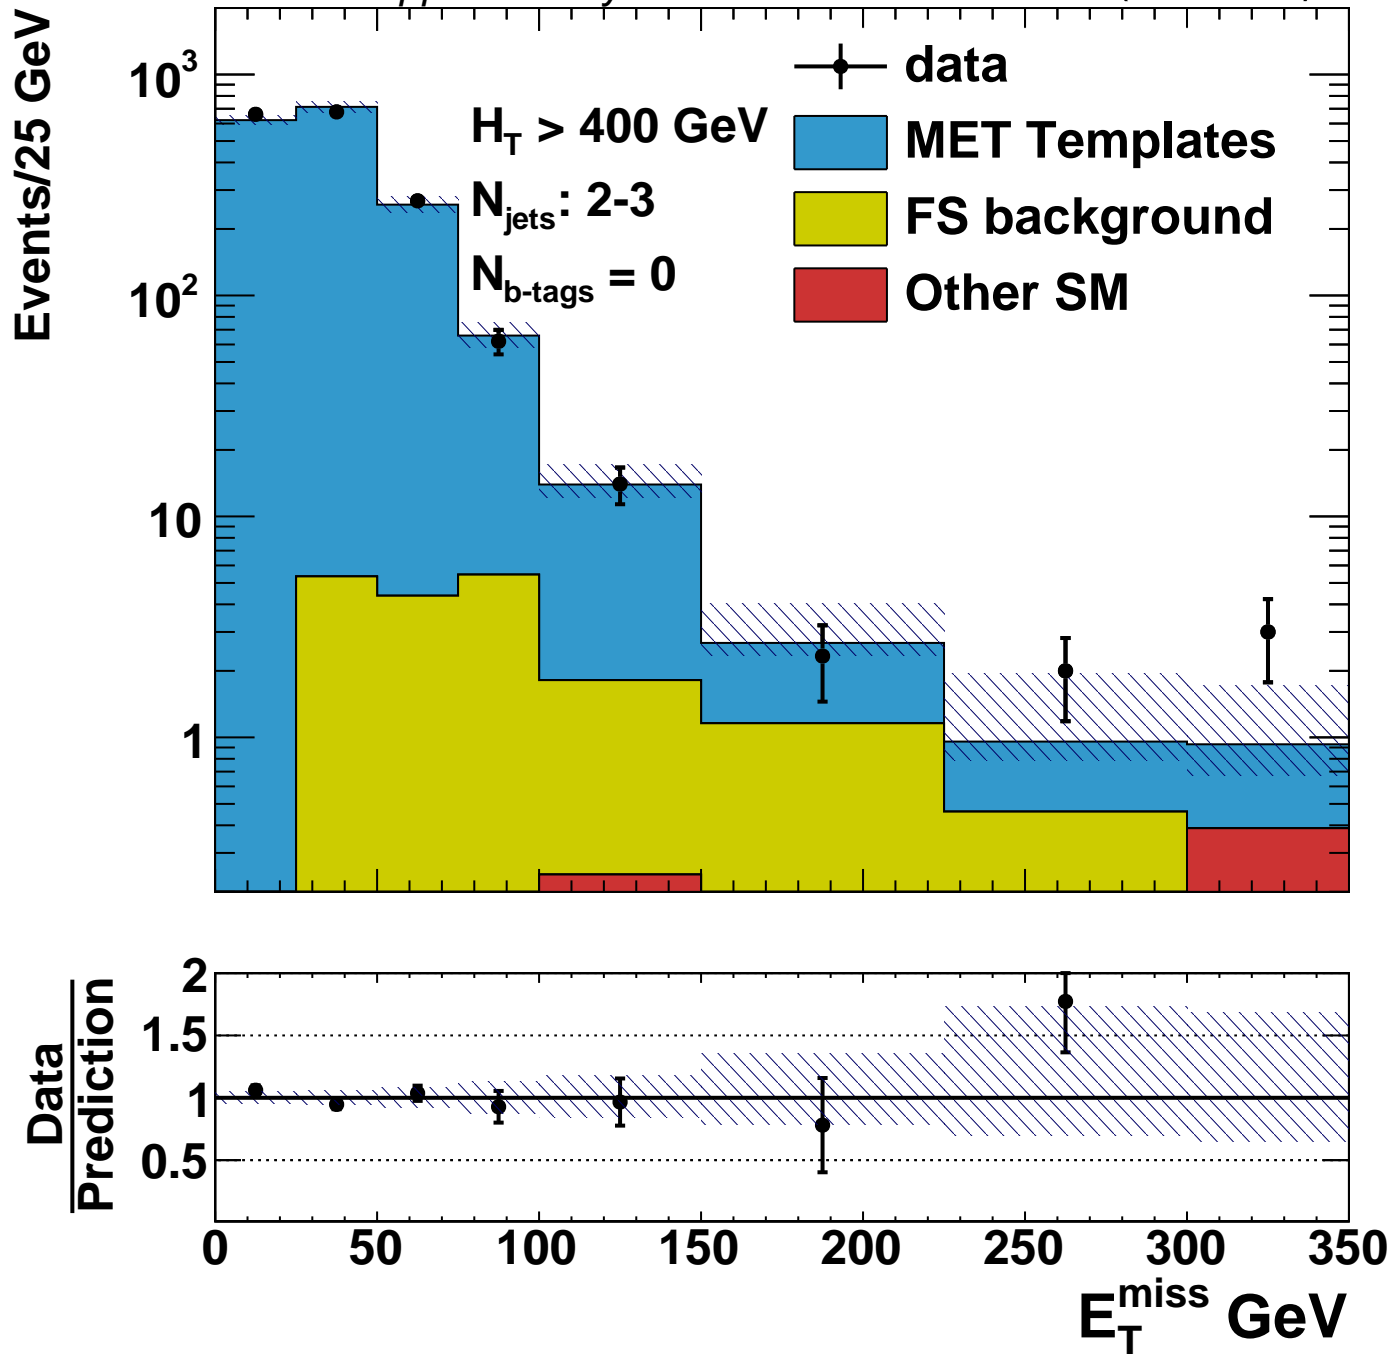 Events/25 GeV
10³
10²
10
1
H_T > 400 GeV
N_jets: 2-3
N_b-tags = 0
data
MET Templates
FS background
Other SM
Data
Prediction
2
1.5
1
0.5
0 50 100 150 200 250 300 350
E_T^miss GeV